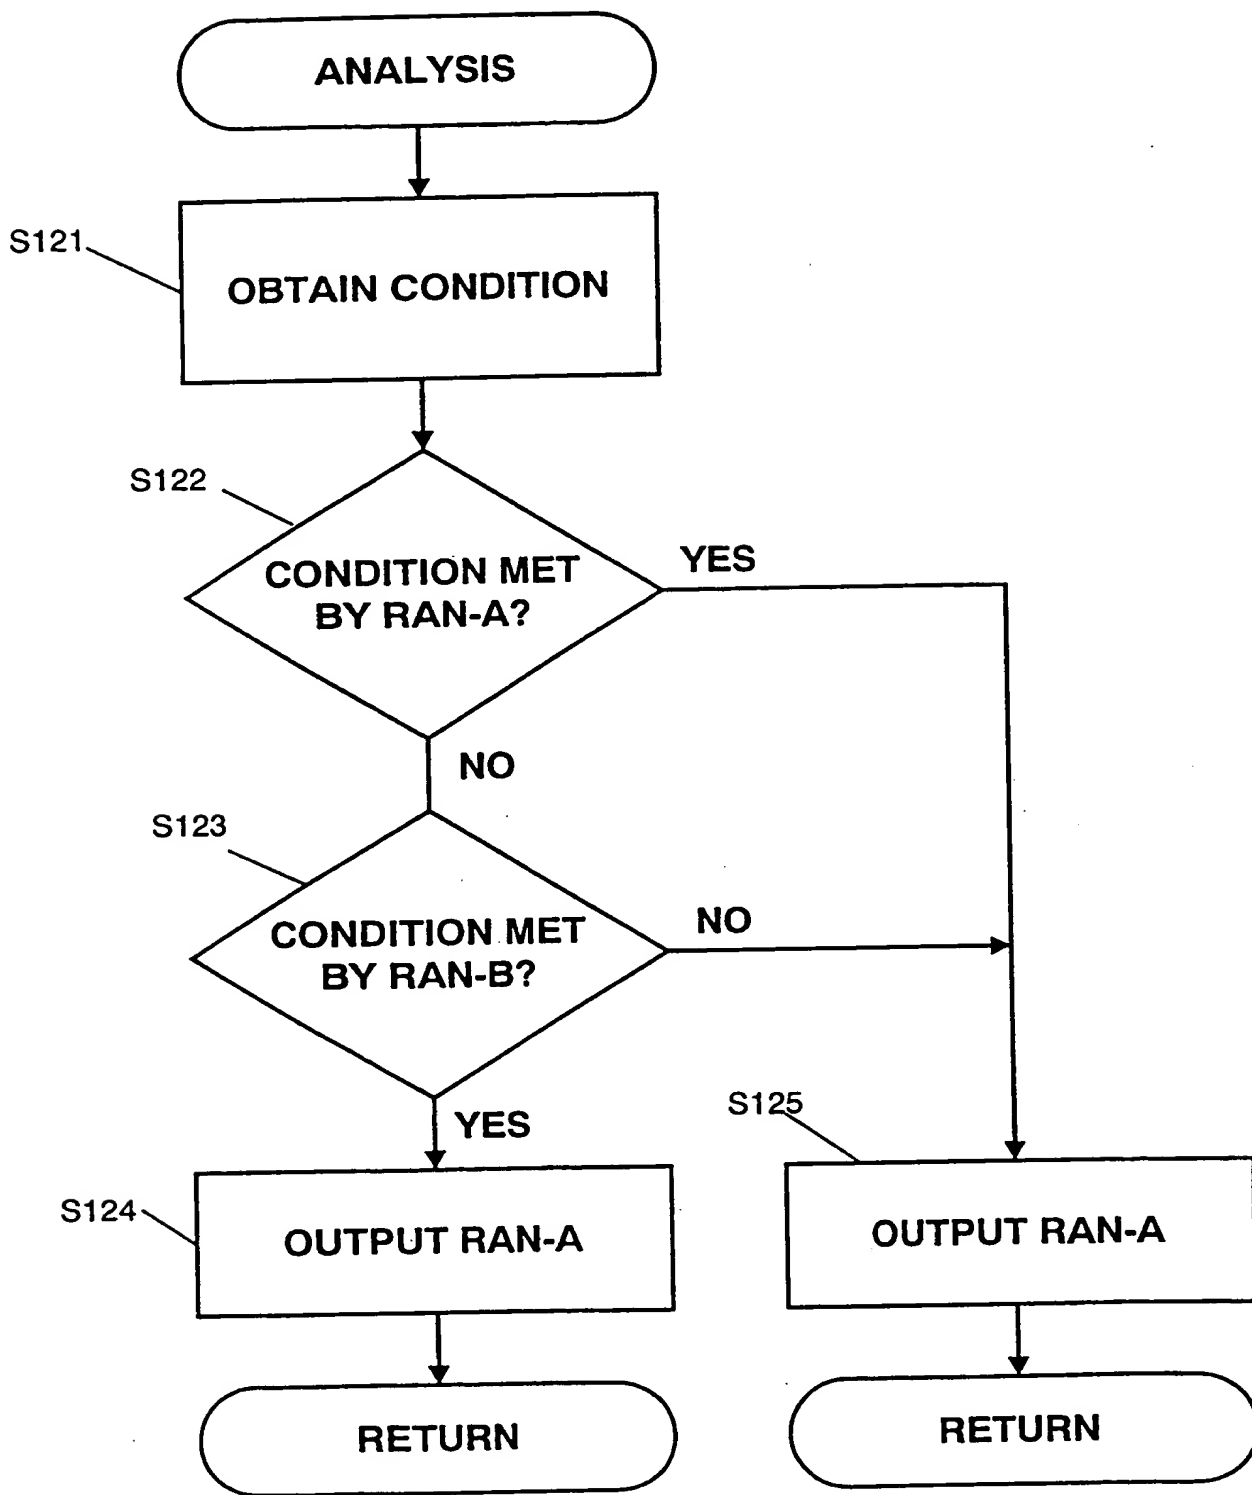 ANALYSIS
S121
OBTAIN CONDITION
S122
CONDITION MET
BY RAN-A?
YES
NO
S123
CONDITION MET
BY RAN-B?
NO
YES
S124
OUTPUT RAN-A
S125
OUTPUT RAN-A
RETURN
RETURN